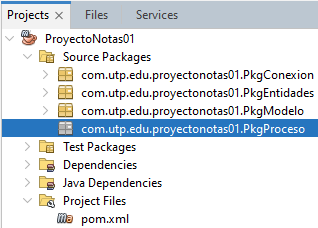 Projects Files Services
ProyectoNotas01
Source Packages
com.utp.edu.proyectonotas01.PkgConexion
com.utp.edu.proyectonotas01.PkgEntidades
com.utp.edu.proyectonotas01.PkgModelo
com.utp.edu.proyectonotas01.PkgProceso
Test Packages
Dependencies
Java Dependencies
Project Files
pom.xml